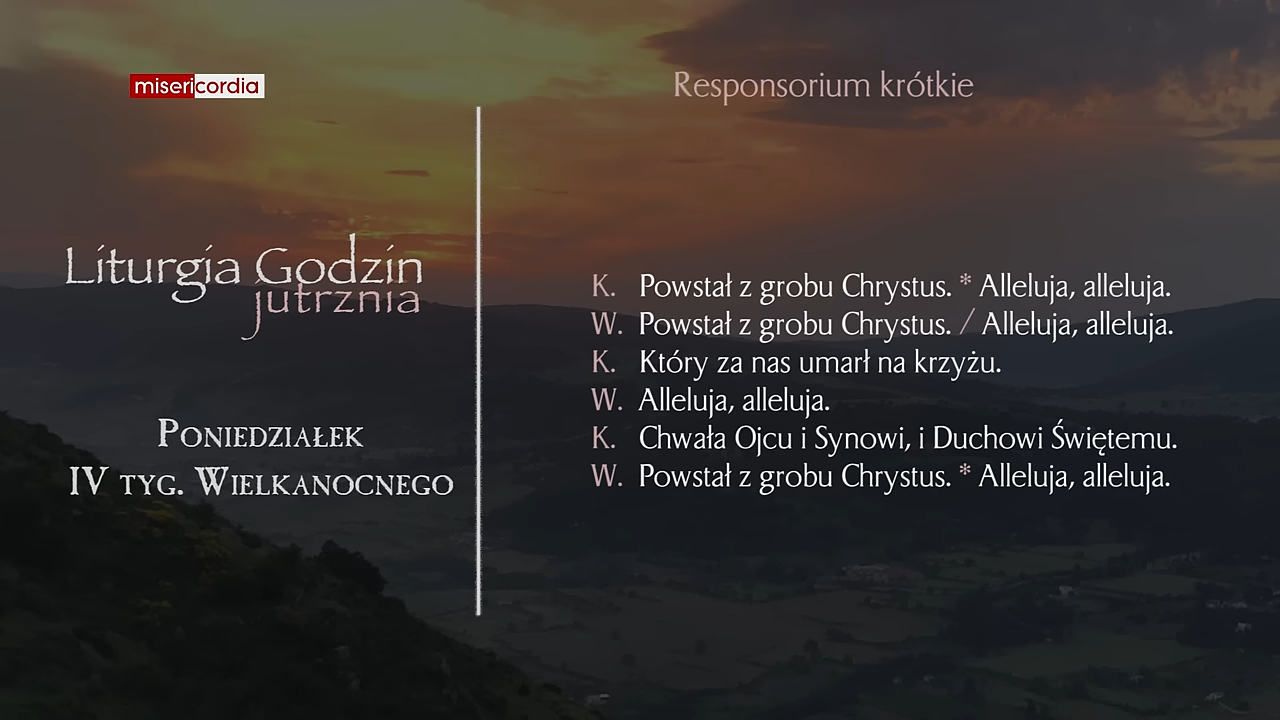 misericordia
Liturgia Godzin
jutrznia
Poniedziałek
IV tyg. Wielkanocnego
Responsorium krótkie
K. Powstał z grobu Chrystus. * Alleluja, alleluja.
W. Powstał z grobu Chrystus. / Alleluja, alleluja.
K. Który za nas umarł na krzyżu.
W. Alleluja, alleluja.
K. Chwała Ojcu i Synowi, i Duchowi Świętemu.
W. Powstał z grobu Chrystus. * Alleluja, alleluja.